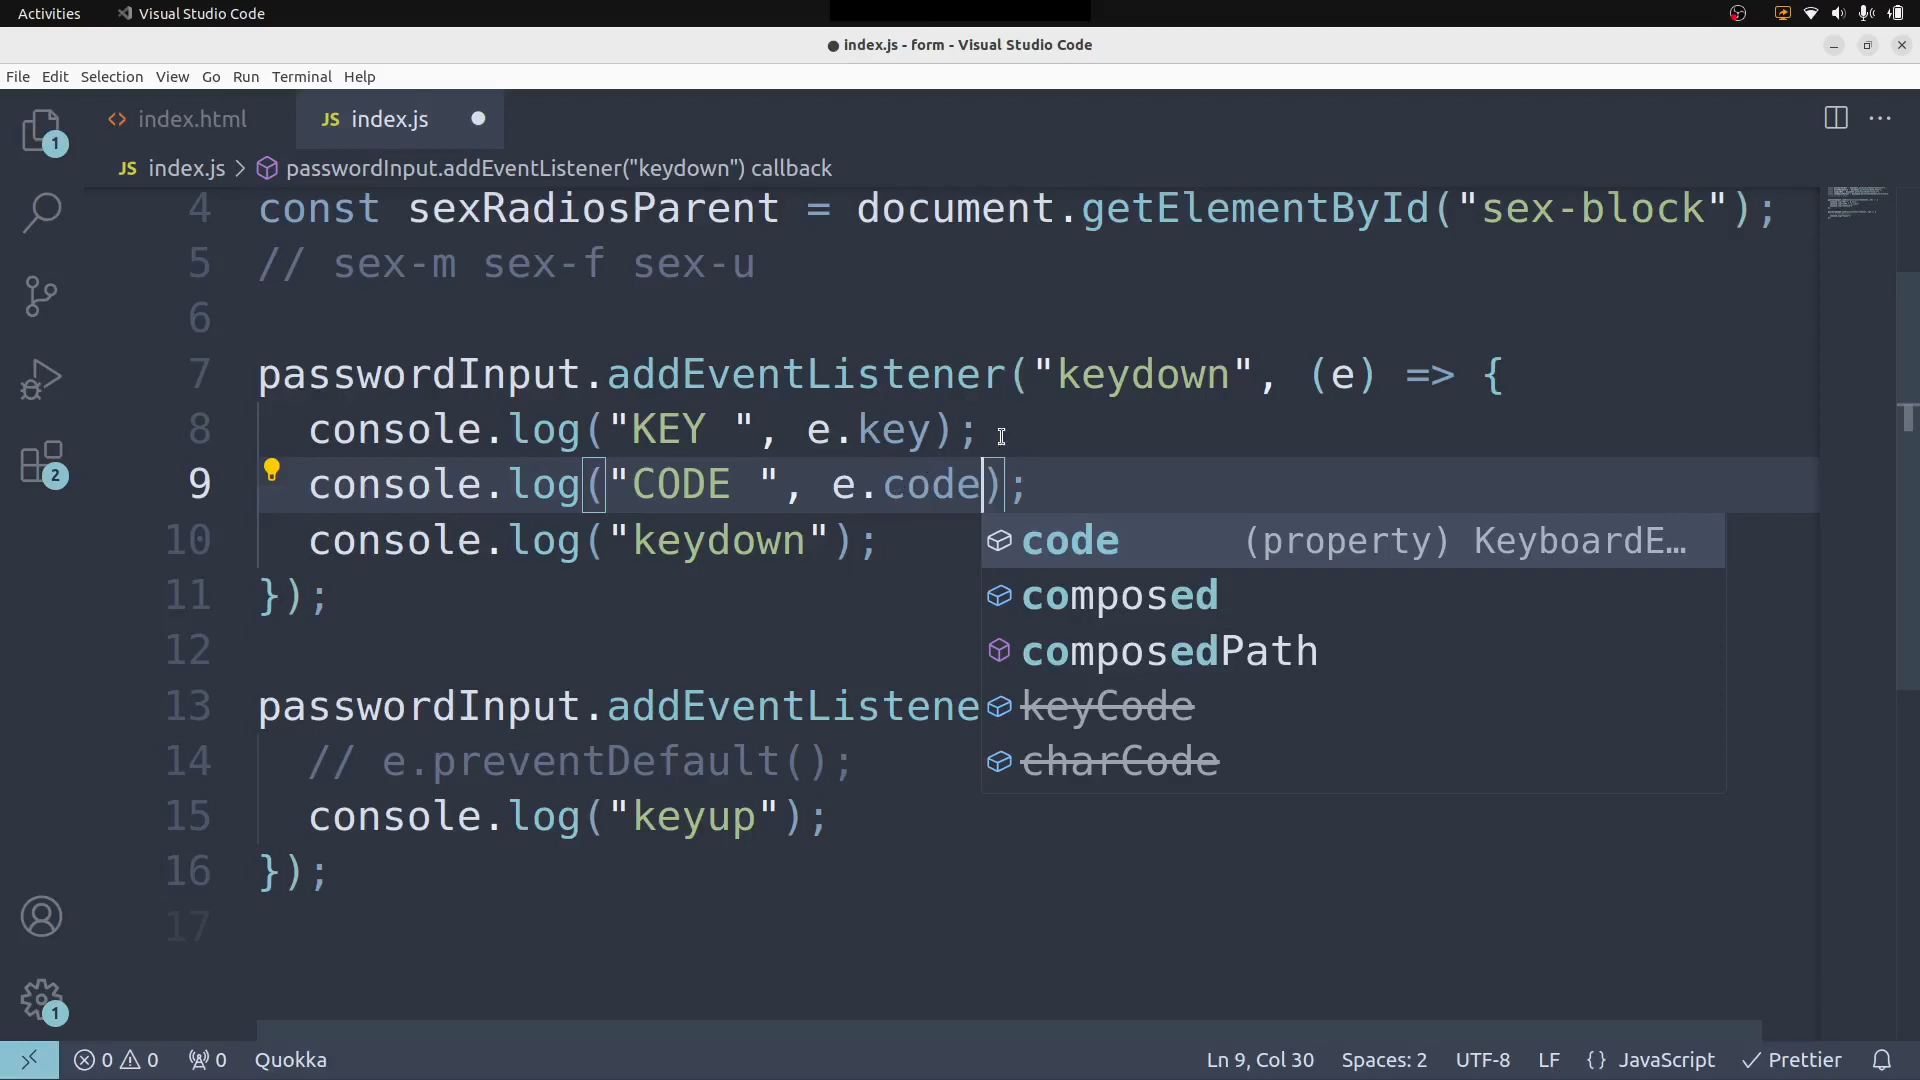 Activities
Visual Studio Code
index.js - form - Visual Studio Code
File Edit Selection View Go Run Terminal Help
<> index.html
JS index.js
JS index.js > passwordInput.addEventListener("keydown") callback
1
4 const sexRadiosParent = document.getElementById("sex-block");
5 // sex-m sex-f sex-u
6
7 passwordInput.addEventListener("keydown", (e) => {
8 console.log("KEY ", e.key);
9 console.log("CODE ", e.code);
2
10 console.log("keydown");
code (property) KeyboardE…
11 });
composed
12
composedPath
13 passwordInput.addEventListene
keyCode
14 // e.preventDefault();
charCode
15 console.log("keyup");
16 });
17
1
0 0 0 Quokka Ln 9, Col 30 Spaces: 2 UTF-8 LF {} JavaScript Prettier